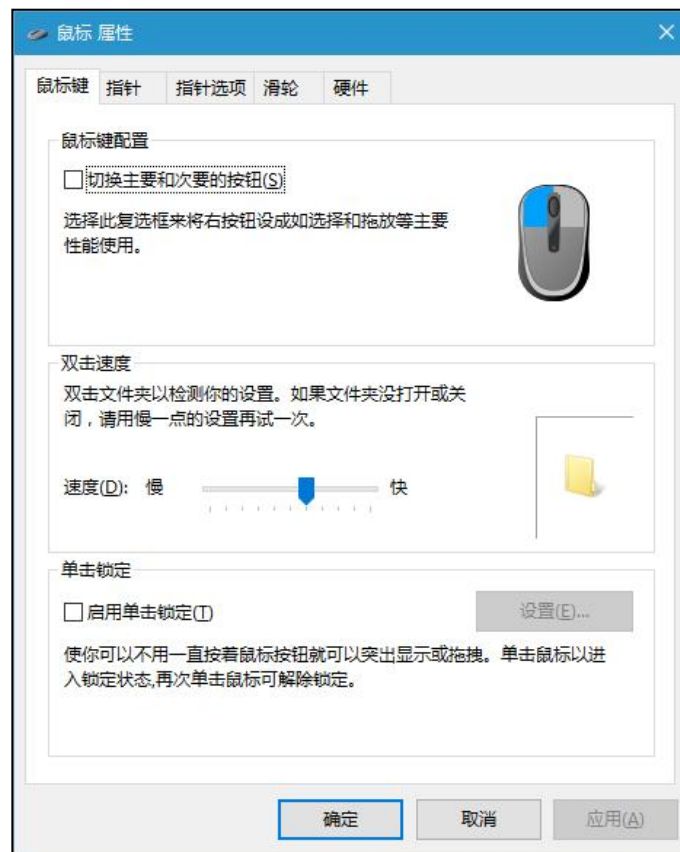 鼠标 属性
鼠标键 指针 指针选项 滑轮 硬件
鼠标键配置
切换主要和次要的按钮(S)
选择此复选框来将右按钮设成如选择和拖放等主要
性能使用。
双击速度
双击文件夹以检测你的设置。如果文件夹没打开或关
闭，请用慢一点的设置再试一次。
速度(D): 慢 快
单击锁定
启用单击锁定(T)
设置(E)...
使你可以不用一直按着鼠标按钮就可以突出显示或拖拽。单击鼠标以进
入锁定状态,再次单击鼠标可解除锁定。
确定 取消 应用(A)